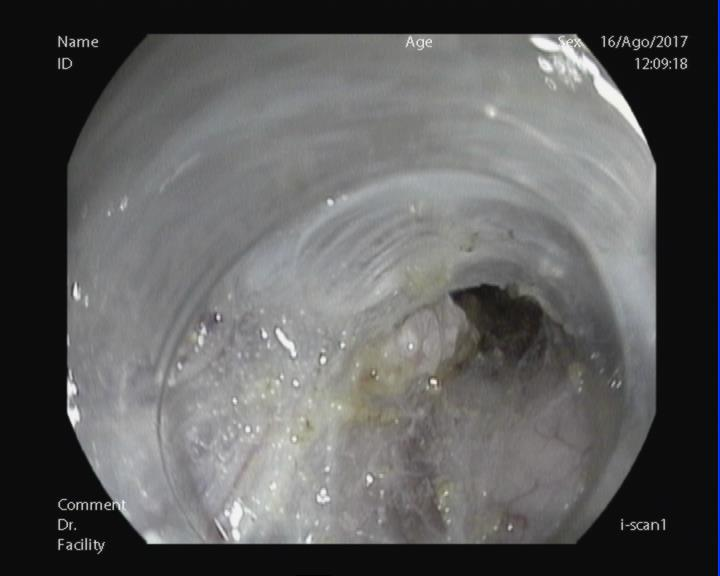 Name Age Sex 16/Ago/2017
ID 12:09:18
Comment
Dr. i-scan1
Facility